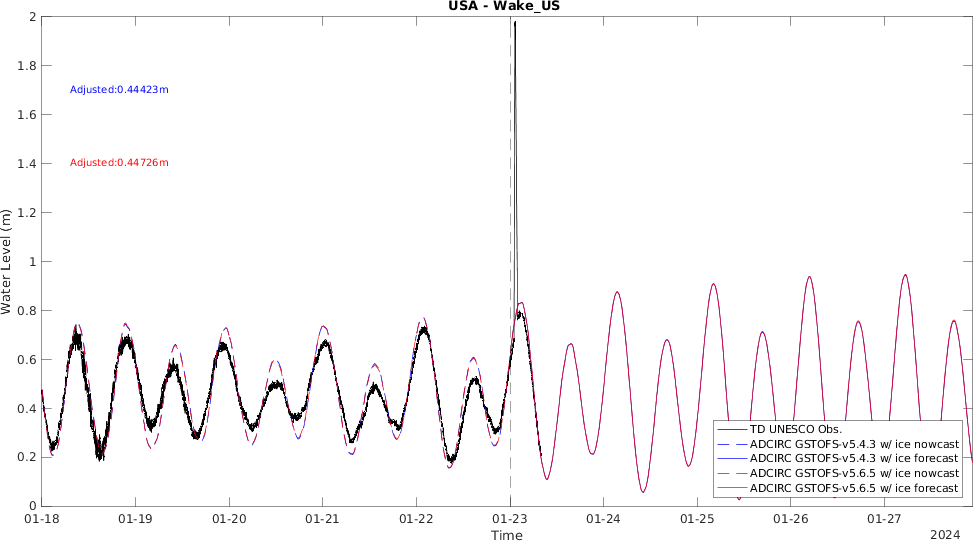 USA - Wake_US
2
1.8
1.6
1.4
1.2
1
0.8
0.6
0.4
0.2
0
Water Level (m)
Adjusted:0.44423m
Adjusted:0.44726m
TD UNESCO Obs.
ADCIRC GSTOFS-v5.4.3 w/ ice nowcast
ADCIRC GSTOFS-v5.4.3 w/ ice forecast
ADCIRC GSTOFS-v5.6.5 w/ ice nowcast
ADCIRC GSTOFS-v5.6.5 w/ ice forecast
01-18 01-19 01-20 01-21 01-22 01-23 01-24 01-25 01-26 01-27
Time
2024